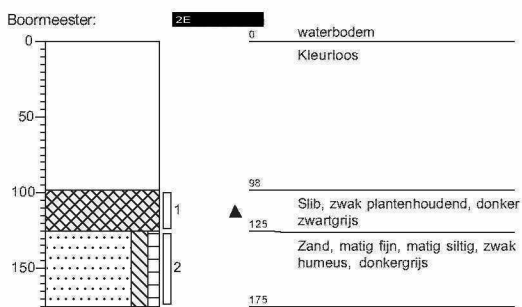 Boormeester:
2E
0
0
waterbodem
Kleurloos
50
98
100
1
Slib, zwak plantenhoudend, donker
zwartgrijs
125
Zand, matig fijn, matig siltig, zwak
humeus, donkergrijs
150
2
175